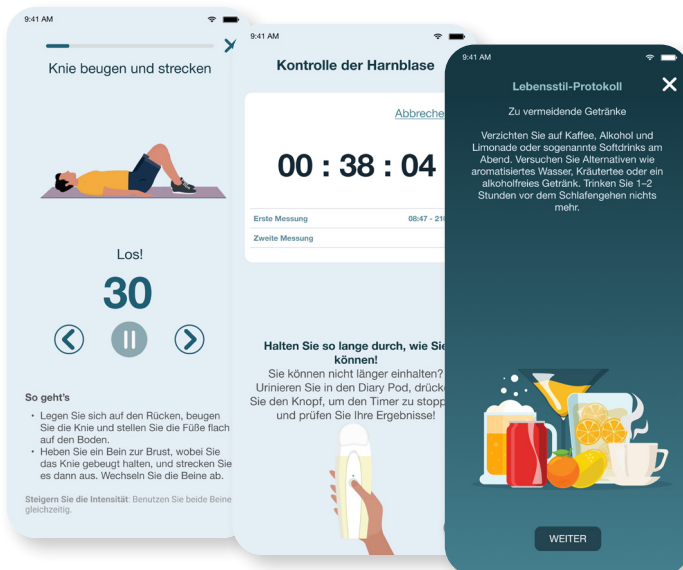 9:41 AM
Knie beugen und strecken
Los!
30
So geht's
• Legen Sie sich auf den Rücken, beugen
Sie die Knie und stellen Sie die Füße flach
auf den Boden.
• Heben Sie ein Bein zur Brust, wobei Sie
das Knie gebeugt halten, und strecken Sie
es dann aus. Wechseln Sie die Beine ab.
Steigern Sie die Intensität: Benutzen Sie beide Beine
gleichzeitig.
9:41 AM
Kontrolle der Harnblase
Abbreche
00 : 38 : 04
Erste Messung 08:47 - 210
Zweite Messung
Halten Sie so lange durch, wie Sie
können!
Sie können nicht länger einhalten?
Urinieren Sie in den Diary Pod, drücke
Sie den Knopf, um den Timer zu stopp
und prüfen Sie Ihre Ergebnisse!
9:41 AM
Lebensstil-Protokoll
Zu vermeidende Getränke
Verzichten Sie auf Kaffee, Alkohol und
Limonade oder sogenannte Softdrinks am
Abend. Versuchen Sie Alternativen wie
aromatisiertes Wasser, Kräutertee oder ein
alkoholfreies Getränk. Trinken Sie 1–2
Stunden vor dem Schlafengehen nichts
mehr.
WEITER